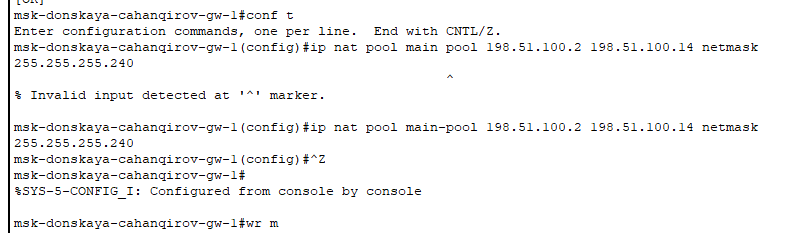 [OK]
msk-donskaya-cahanqirov-gw-1#conf t
Enter configuration commands, one per line.  End with CNTL/Z.
msk-donskaya-cahanqirov-gw-1(config)#ip nat pool main pool 198.51.100.2 198.51.100.14 netmask
255.255.255.240
^
% Invalid input detected at '^' marker.
msk-donskaya-cahanqirov-gw-1(config)#ip nat pool main-pool 198.51.100.2 198.51.100.14 netmask
255.255.255.240
msk-donskaya-cahanqirov-gw-1(config)#^Z
msk-donskaya-cahanqirov-gw-1#
%SYS-5-CONFIG_I: Configured from console by console
msk-donskaya-cahanqirov-gw-1#wr m